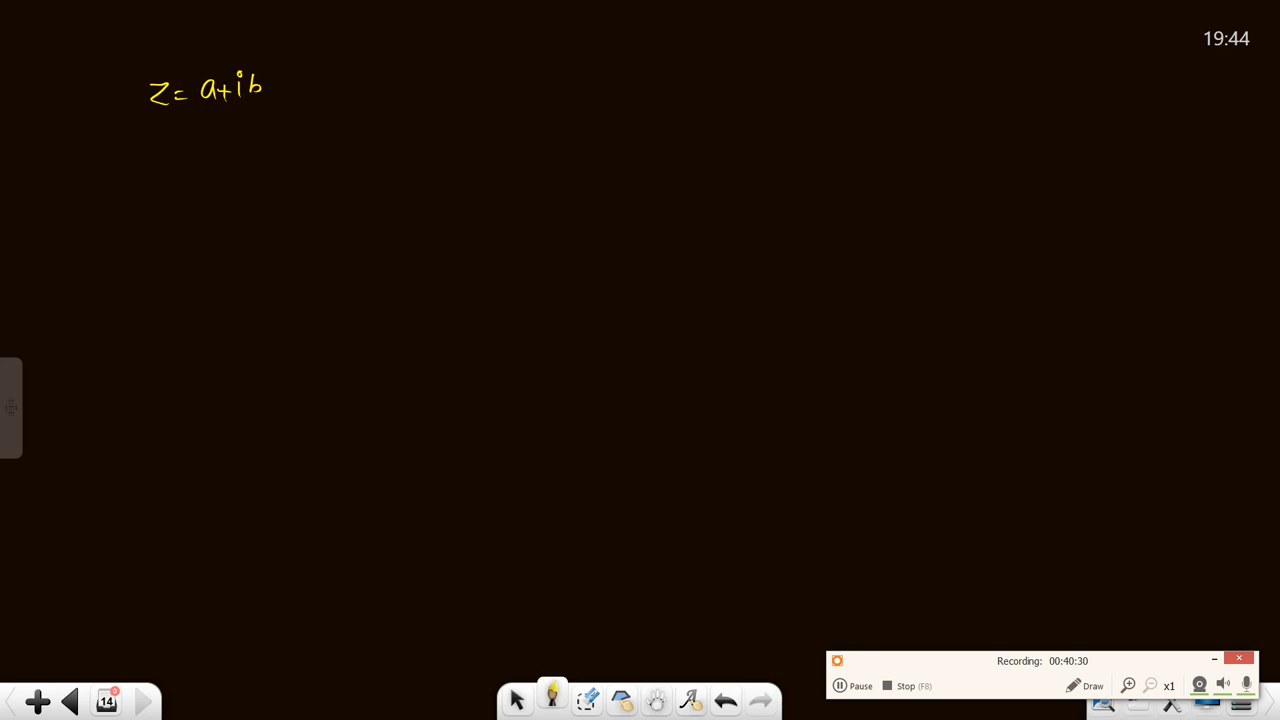 19:44
z = a+ib
Recording: 00:40:30
Pause Stop (F8) Draw x1
14